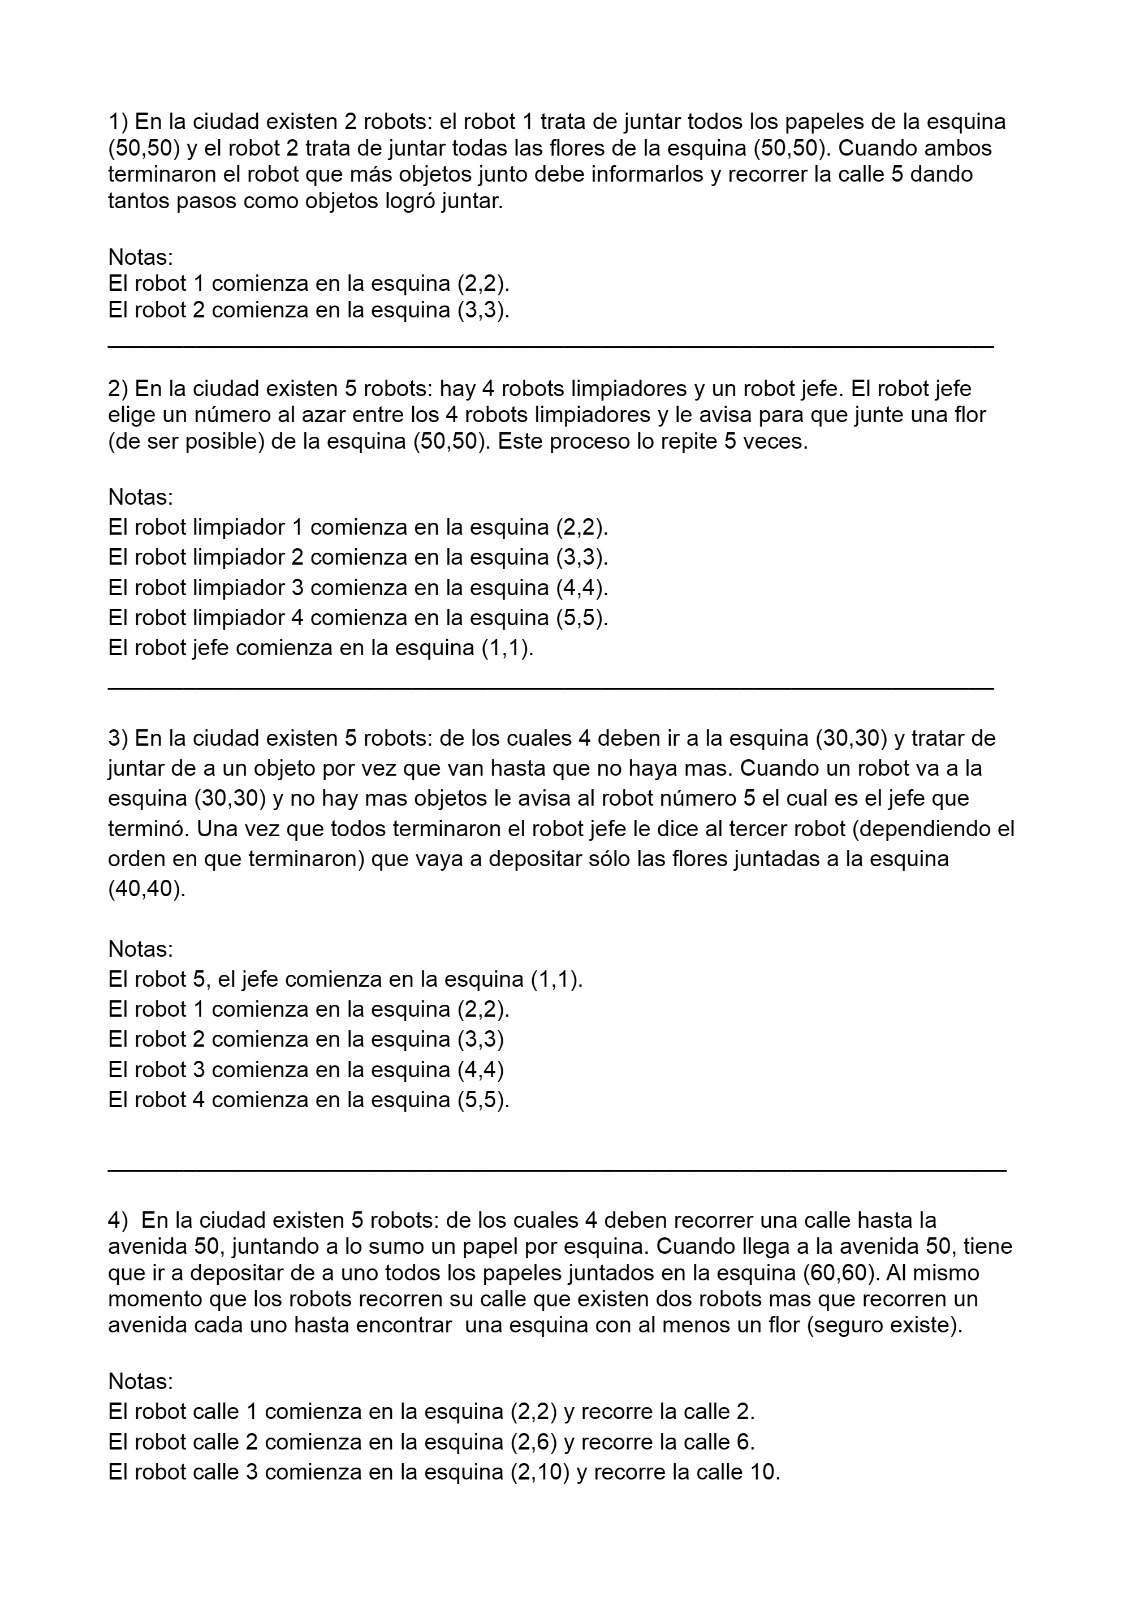 1) En la ciudad existen 2 robots: el robot 1 trata de juntar todos los papeles de la esquina
(50,50) y el robot 2 trata de juntar todas las flores de la esquina (50,50). Cuando ambos
terminaron el robot que más objetos junto debe informarlos y recorrer la calle 5 dando
tantos pasos como objetos logró juntar.
Notas:
El robot 1 comienza en la esquina (2,2).
El robot 2 comienza en la esquina (3,3).
2) En la ciudad existen 5 robots: hay 4 robots limpiadores y un robot jefe. El robot jefe
elige un número al azar entre los 4 robots limpiadores y le avisa para que junte una flor
(de ser posible) de la esquina (50,50). Este proceso lo repite 5 veces.
Notas:
El robot limpiador 1 comienza en la esquina (2,2).
El robot limpiador 2 comienza en la esquina (3,3).
El robot limpiador 3 comienza en la esquina (4,4).
El robot limpiador 4 comienza en la esquina (5,5).
El robot jefe comienza en la esquina (1,1).
3) En la ciudad existen 5 robots: de los cuales 4 deben ir a la esquina (30,30) y tratar de
juntar de a un objeto por vez que van hasta que no haya mas. Cuando un robot va a la
esquina (30,30) y no hay mas objetos le avisa al robot número 5 el cual es el jefe que
terminó. Una vez que todos terminaron el robot jefe le dice al tercer robot (dependiendo el
orden en que terminaron) que vaya a depositar sólo las flores juntadas a la esquina
(40,40).
Notas:
El robot 5, el jefe comienza en la esquina (1,1).
El robot 1 comienza en la esquina (2,2).
El robot 2 comienza en la esquina (3,3)
El robot 3 comienza en la esquina (4,4)
El robot 4 comienza en la esquina (5,5).
4)  En la ciudad existen 5 robots: de los cuales 4 deben recorrer una calle hasta la
avenida 50, juntando a lo sumo un papel por esquina. Cuando llega a la avenida 50, tiene
que ir a depositar de a uno todos los papeles juntados en la esquina (60,60). Al mismo
momento que los robots recorren su calle que existen dos robots mas que recorren un
avenida cada uno hasta encontrar  una esquina con al menos un flor (seguro existe).
Notas:
El robot calle 1 comienza en la esquina (2,2) y recorre la calle 2.
El robot calle 2 comienza en la esquina (2,6) y recorre la calle 6.
El robot calle 3 comienza en la esquina (2,10) y recorre la calle 10.